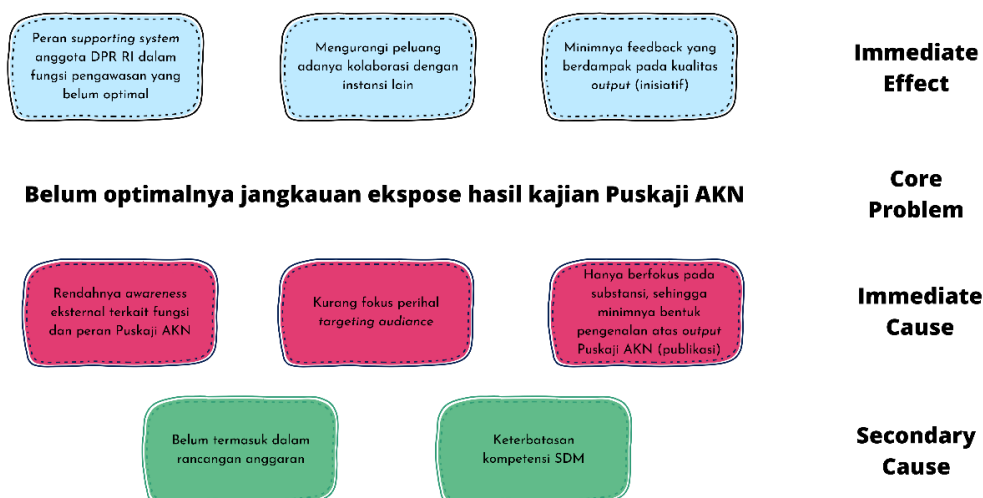 Peran supporting system
anggota DPR RI dalam
fungsi pengawasan yang
belum optimal
Mengurangi peluang
adanya kolaborasi dengan
instansi lain
Minimnya feedback yang
berdampak pada kualitas
output (inisiatif)
Immediate
Effect
Belum optimalnya jangkauan ekspose hasil kajian Puskaji AKN
Core
Problem
Rendahnya awareness
eksternal terkait fungsi
dan peran Puskaji AKN
Kurang fokus perihal
targeting audiance
Hanya berfokus pada
substansi, sehingga
minimnya bentuk
pengenalan atas output
Puskaji AKN (publikasi)
Immediate
Cause
Belum termasuk dalam
rancangan anggaran
Keterbatasan
kompetensi SDM
Secondary
Cause